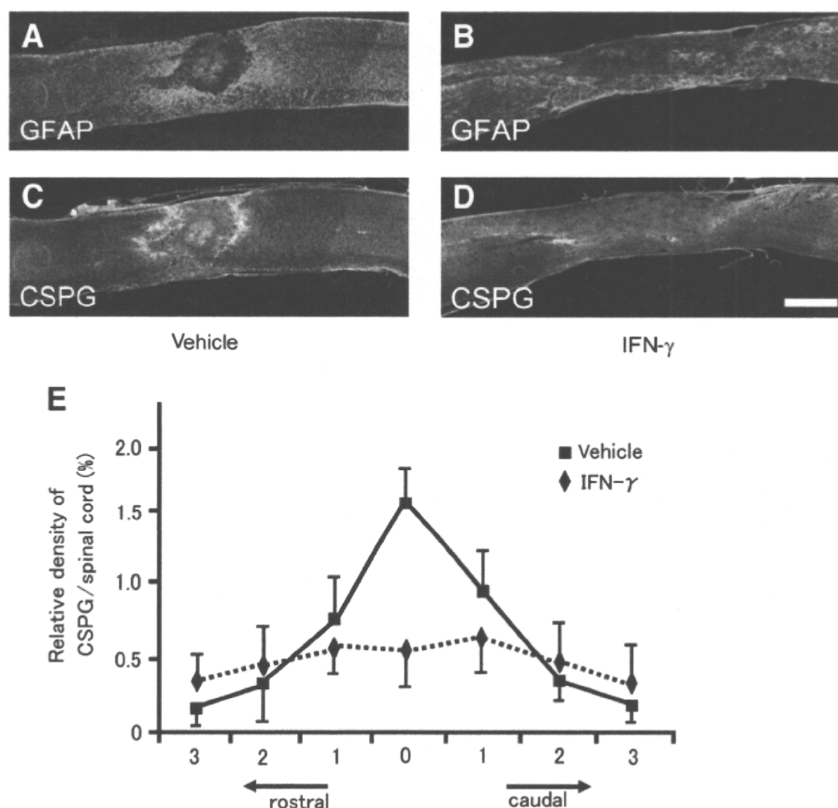 A
GFAP
B
GFAP
C
CSPG
D
CSPG
Vehicle
IFN-γ
E
Relative density of
CSPG/spinal cord (%)
2.0
1.5
1.0
0.5
0
Vehicle
IFN-γ
3 2 1 0 1 2 3
rostral caudal